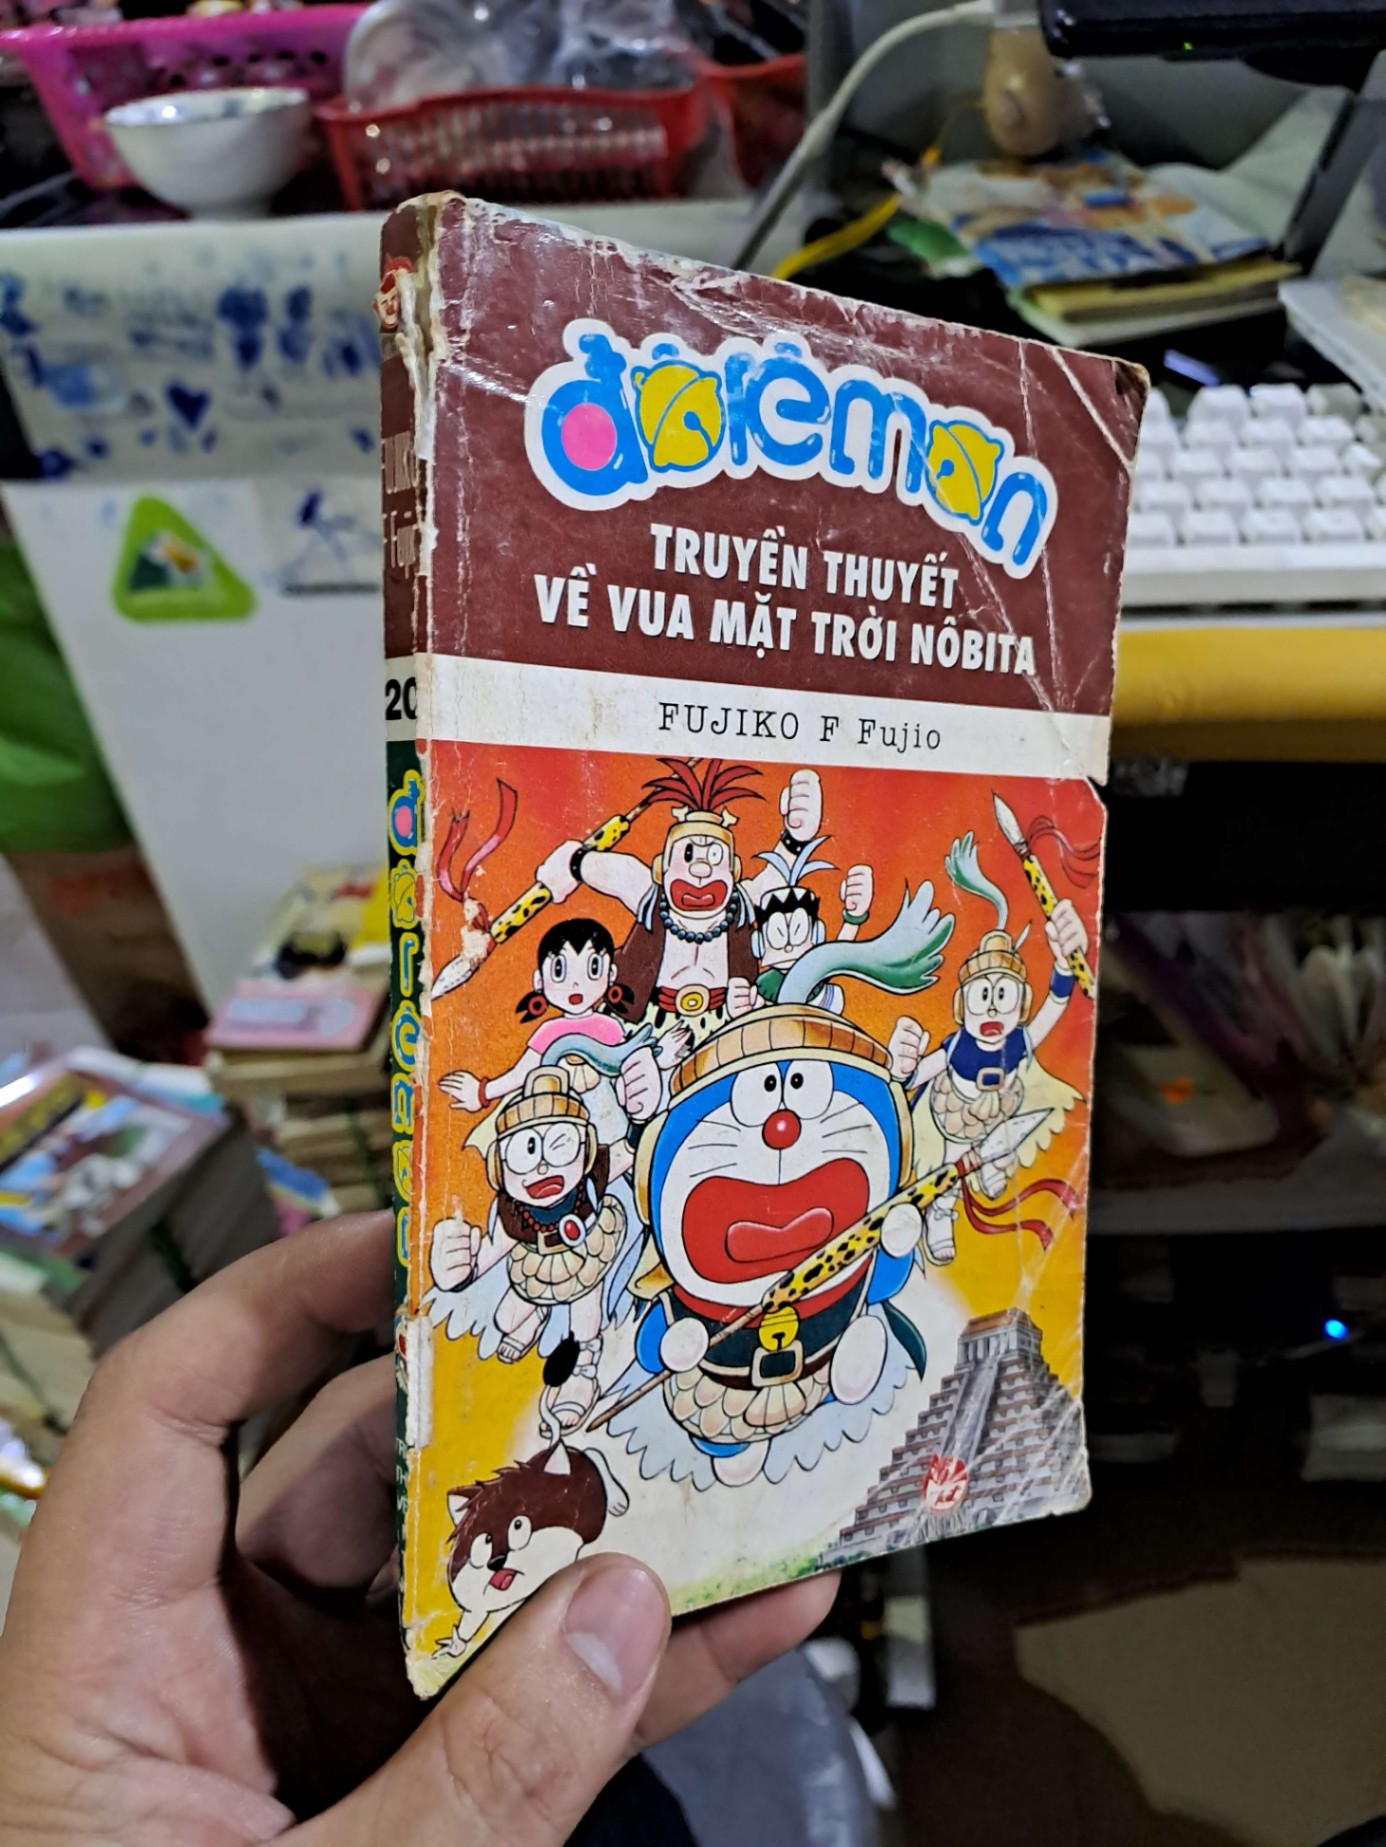 đôrêmon
TRUYỀN THUYẾT
VỀ VUA MẶT TRỜI NÔBITA
FUJIKO F Fujio
20
đôrêmon